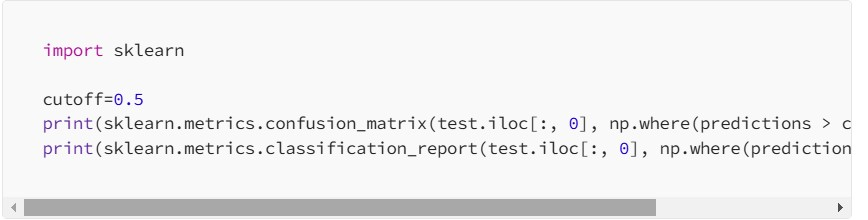 import sklearn
cutoff=0.5
print(sklearn.metrics.confusion_matrix(test.iloc[:, 0], np.where(predictions > c
print(sklearn.metrics.classification_report(test.iloc[:, 0], np.where(prediction